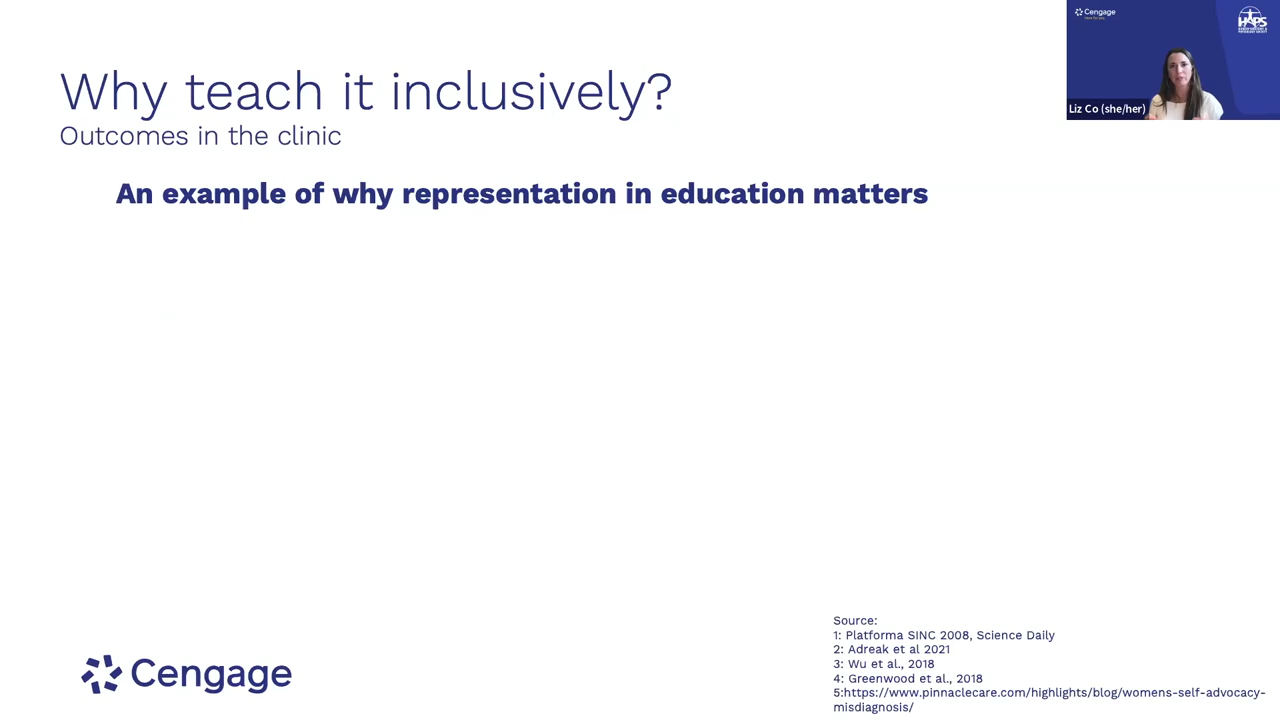 Why teach it inclusively?
Outcomes in the clinic
An example of why representation in education matters
Cengage
HAPS
Liz Co (she/her)
Source:
1: Platforma SINC 2008, Science Daily
2: Adreak et al 2021
3: Wu et al., 2018
4: Greenwood et al., 2018
5:https://www.pinnaclecare.com/highlights/blog/womens-self-advocacy-
misdiagnosis/
Cengage